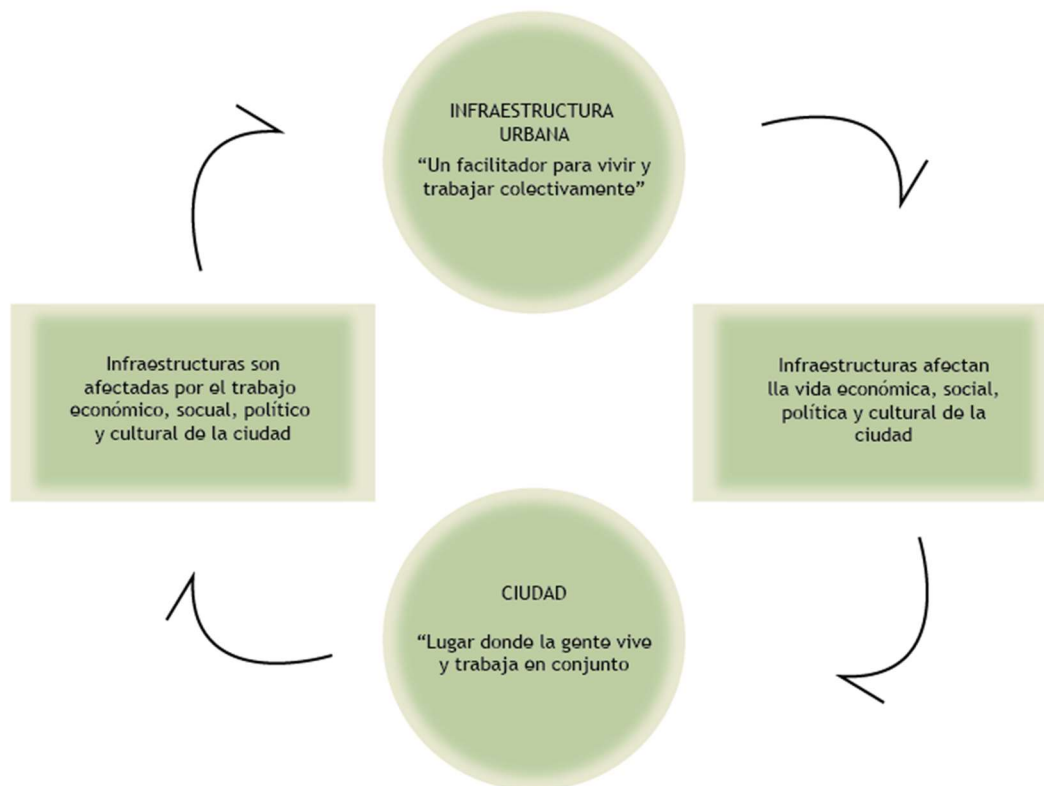 INFRAESTRUCTURA
URBANA
“Un facilitador para vivir y
trabajar colectivamente”
Infraestructuras son
afectadas por el trabajo
económico, socual, político
y cultural de la ciudad
Infraestructuras afectan
lla vida económica, social,
política y cultural de la
ciudad
CIUDAD
“Lugar donde la gente vive
y trabaja en conjunto